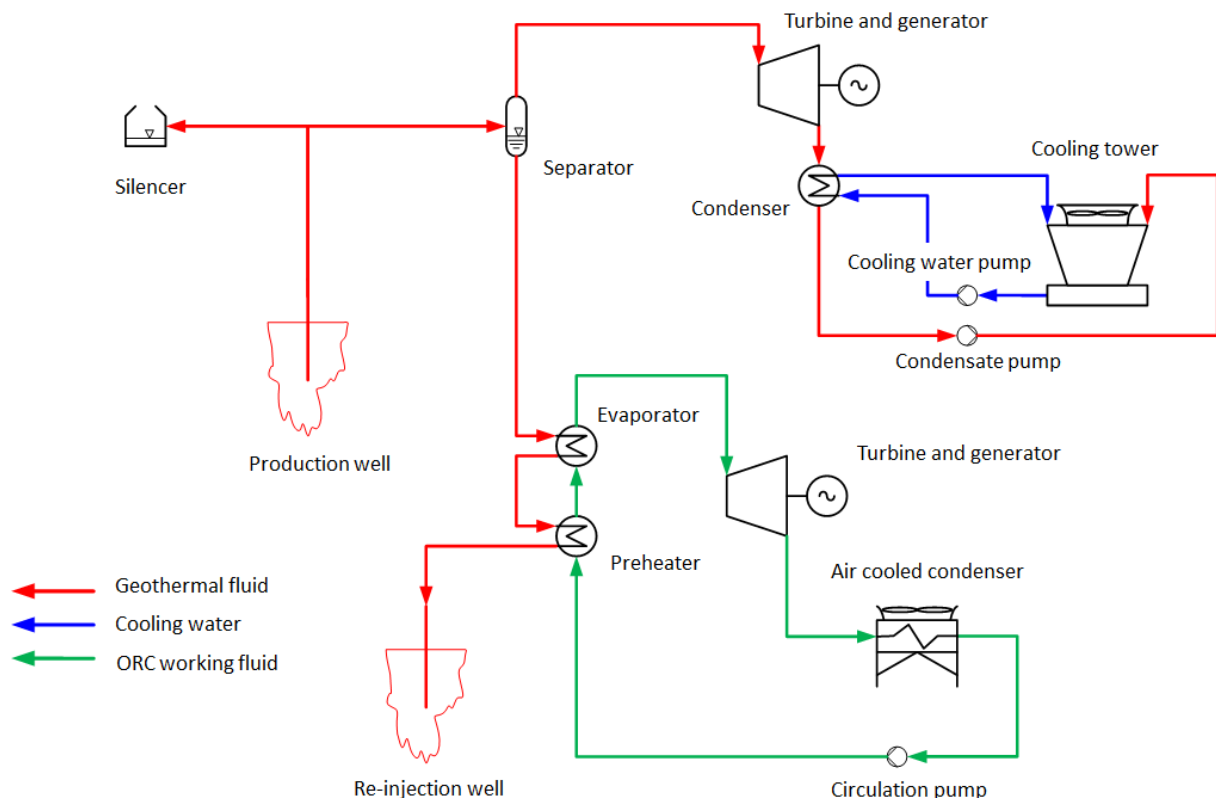 Turbine and generator
Cooling tower
Separator
Silencer
Condenser
Cooling water pump
Condensate pump
Evaporator
Production well
Turbine and generator
Preheater
Air cooled condenser
Geothermal fluid
Cooling water
ORC working fluid
Re-injection well
Circulation pump